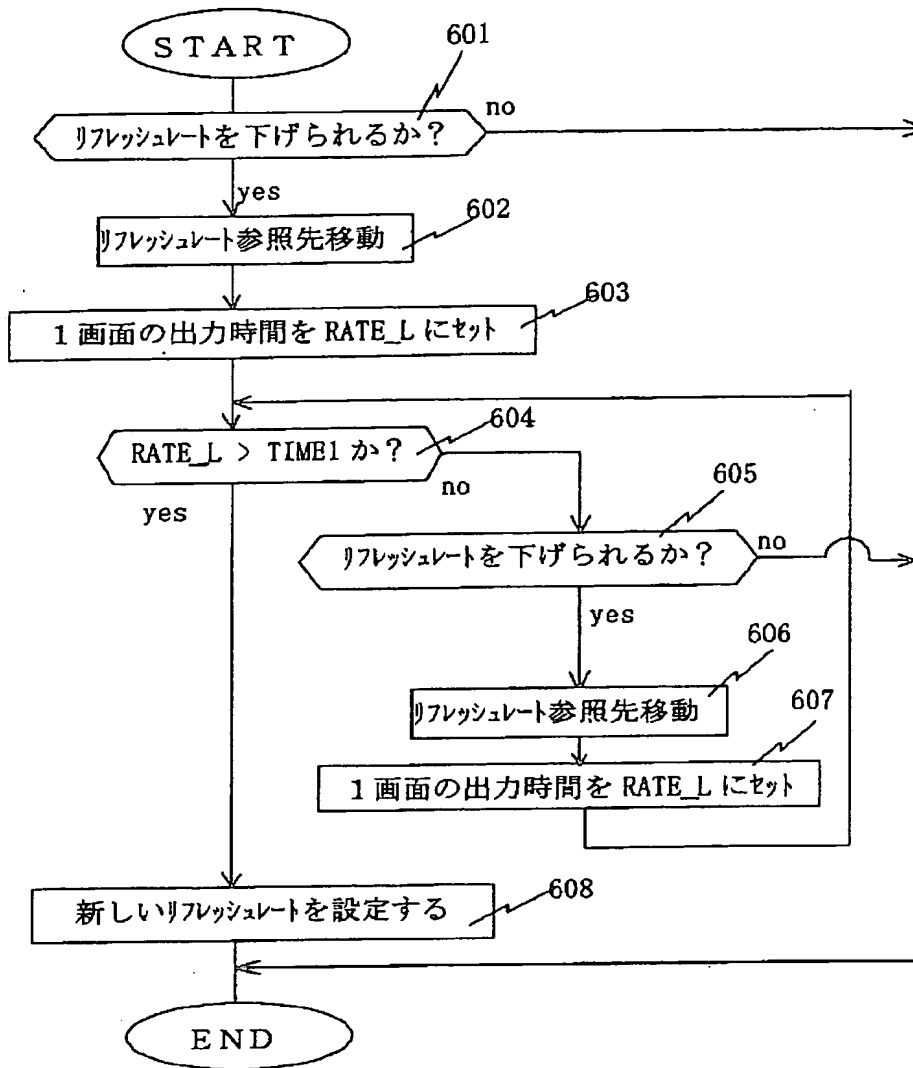 START
601
リフレッシュレートを下げられるか？
no
yes
602
リフレッシュレート参照先移動
603
1画面の出力時間を RATE_L にセット
604
RATE_L > TIME1 か？
no
yes
605
リフレッシュレートを下げられるか？
no
yes
606
リフレッシュレート参照先移動
607
1画面の出力時間を RATE_L にセット
608
新しいリフレッシュレートを設定する
END